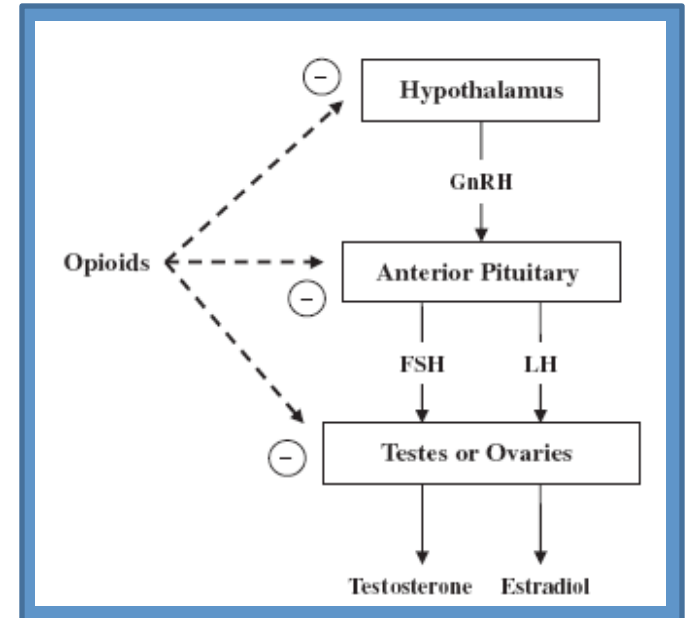 −
Hypothalamus
GnRH
Opioids
Anterior Pituitary
−
FSH LH
−
Testes or Ovaries
Testosterone Estradiol